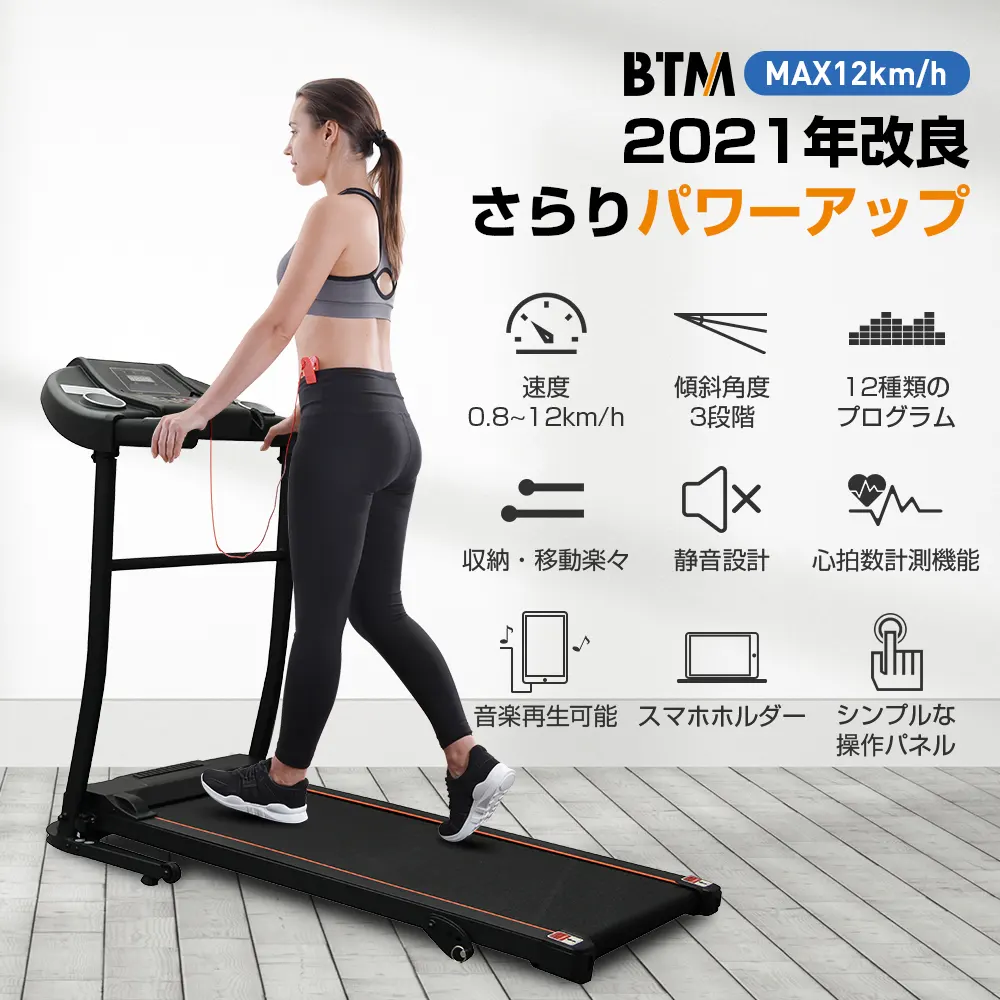 BTM MAX12km/h
2021年改良
さらりパワーアップ
速度
0.8~12km/h
傾斜角度
3段階
12種類の
プログラム
収納・移動楽々
静音設計
心拍数計測機能
音楽再生可能
スマホホルダー
シンプルな
操作パネル